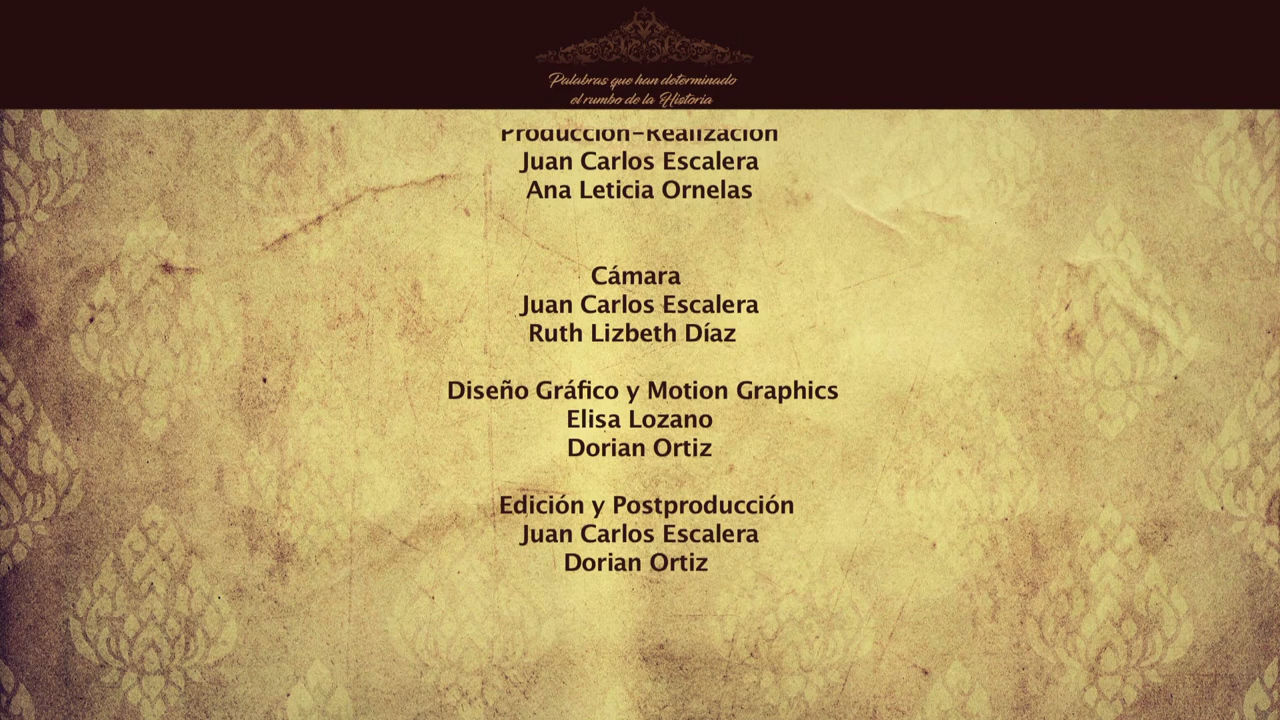 Palabras que han determinado
el rumbo de la Historia
Producción-Realización
Juan Carlos Escalera
Ana Leticia Ornelas
Cámara
Juan Carlos Escalera
Ruth Lizbeth Díaz
Diseño Gráfico y Motion Graphics
Elisa Lozano
Dorian Ortiz
Edición y Postproducción
Juan Carlos Escalera
Dorian Ortiz